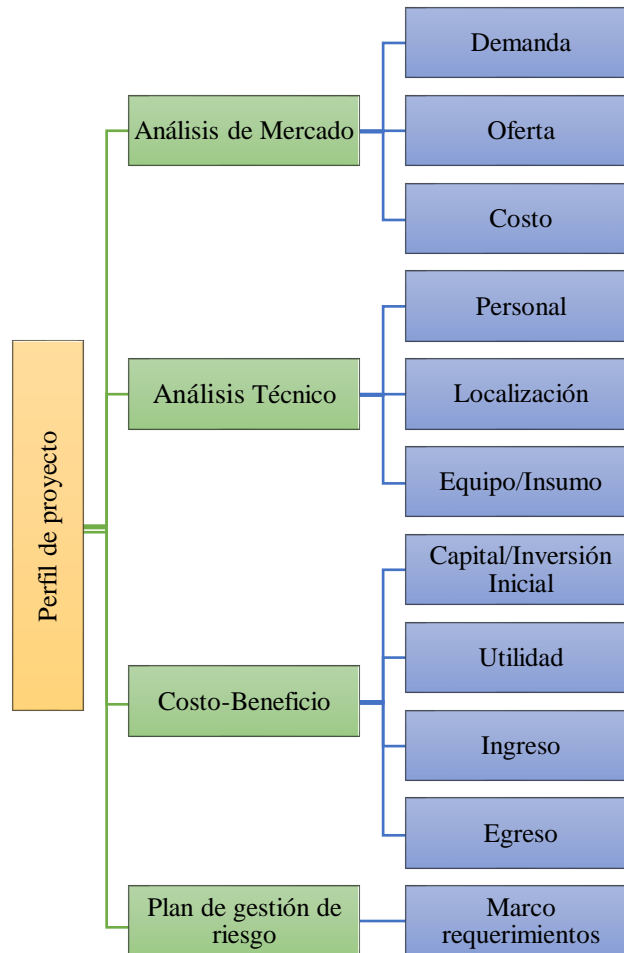 Perfil de proyecto
Análisis de Mercado
Demanda
Oferta
Costo
Análisis Técnico
Personal
Localización
Equipo/Insumo
Costo-Beneficio
Capital/Inversión
Inicial
Utilidad
Ingreso
Egreso
Plan de gestión de
riesgo
Marco
requerimientos